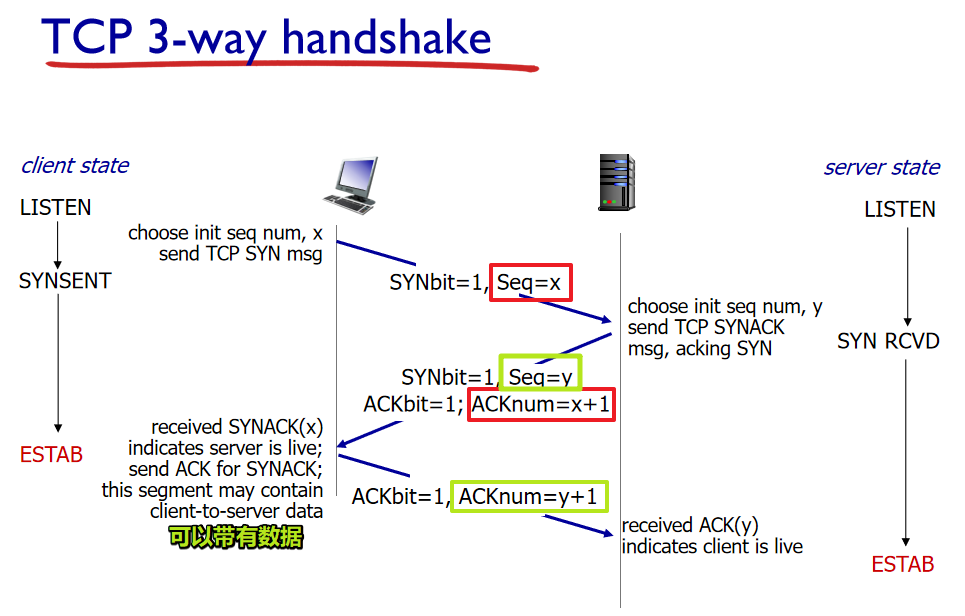 TCP 3-way handshake
client state
server state
LISTEN
LISTEN
choose init seq num, x
send TCP SYN msg
SYNSENT
SYNbit=1, Seq=x
choose init seq num, y
send TCP SYNACK
msg, acking SYN
SYN RCVD
SYNbit=1, Seq=y
ACKbit=1; ACKnum=x+1
received SYNACK(x)
indicates server is live;
send ACK for SYNACK;
this segment may contain
client-to-server data
ESTAB
可以带有数据
ACKbit=1, ACKnum=y+1
received ACK(y)
indicates client is live
ESTAB